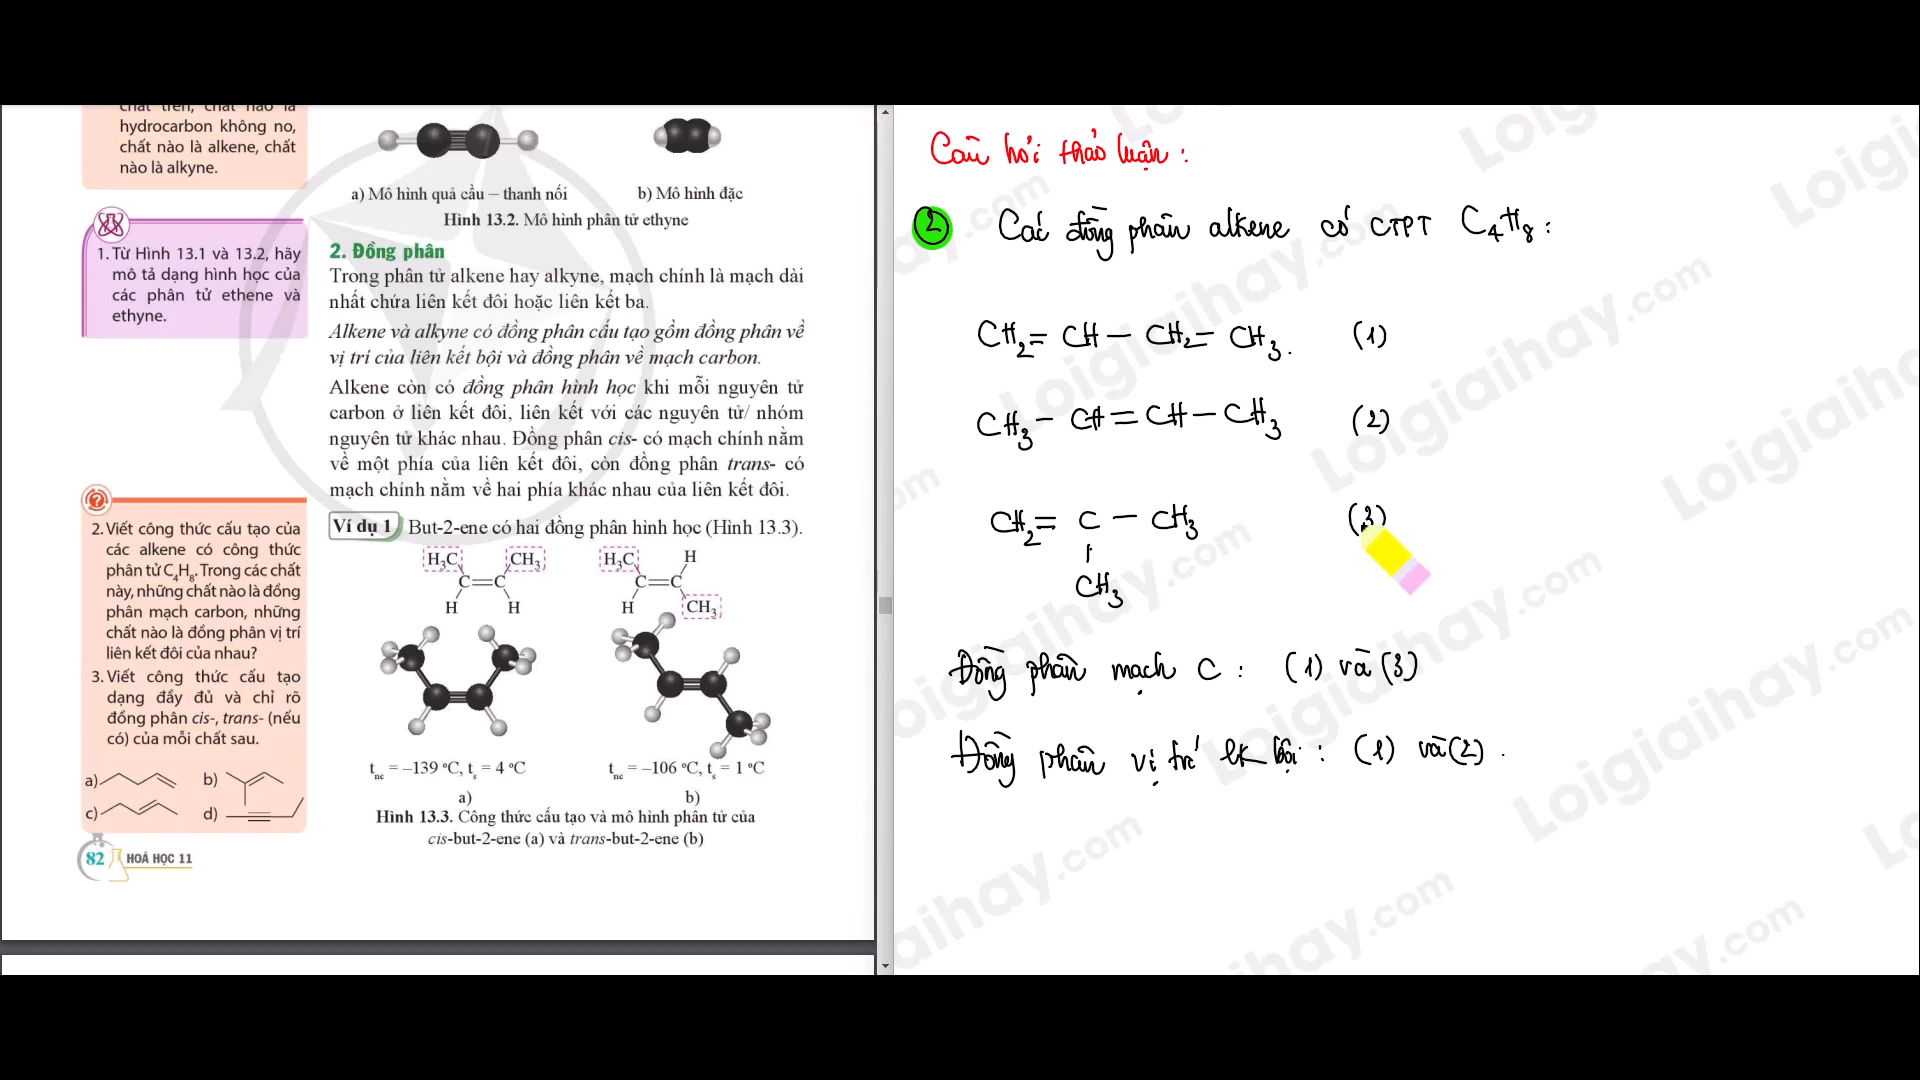 chất trên, chất nào là
hydrocarbon không no,
chất nào là alkene, chất
nào là alkyne.
1. Từ Hình 13.1 và 13.2, hãy
mô tả dạng hình học của
các phân tử ethene và
ethyne.
2. Viết công thức cấu tạo của
các alkene có công thức
phân tử C₄H₈. Trong các chất
này, những chất nào là đồng
phân mạch carbon, những
chất nào là đồng phân vị trí
liên kết đôi của nhau?
3. Viết công thức cấu tạo
dạng đầy đủ và chỉ rõ
đồng phân cis-, trans- (nếu
có) của mỗi chất sau.
a) b)
c) d)
82 HOÁ HỌC 11
a) Mô hình quả cầu – thanh nối b) Mô hình đặc
Hình 13.2. Mô hình phân tử ethyne
2. Đồng phân
Trong phân tử alkene hay alkyne, mạch chính là mạch dài
nhất chứa liên kết đôi hoặc liên kết ba.
Alkene và alkyne có đồng phân cấu tạo gồm đồng phân về
vị trí của liên kết bội và đồng phân về mạch carbon.
Alkene còn có đồng phân hình học khi mỗi nguyên tử
carbon ở liên kết đôi, liên kết với các nguyên tử/ nhóm
nguyên tử khác nhau. Đồng phân cis- có mạch chính nằm
về một phía của liên kết đôi, còn đồng phân trans- có
mạch chính nằm về hai phía khác nhau của liên kết đôi.
Ví dụ 1 But-2-ene có hai đồng phân hình học (Hình 13.3).
H₃C CH₃ H₃C H
C=C C=C
H H H CH₃
tₙc = –139 °C, tₛ = 4 °C tₙc = –106 °C, tₛ = 1 °C
a) b)
Hình 13.3. Công thức cấu tạo và mô hình phân tử của
cis-but-2-ene (a) và trans-but-2-ene (b)
Câu hỏi thảo luận :
2 Các đồng phân alkene có CTPT C₄H₈ :
CH₂ = CH – CH₂ – CH₃. (1)
CH₃ – CH = CH – CH₃ (2)
CH₂ = C – CH₃ (3)
CH₃
Đồng phân mạch C : (1) và (3)
Đồng phân vị trí lk bội : (1) và (2) .
Loigiaihay.com